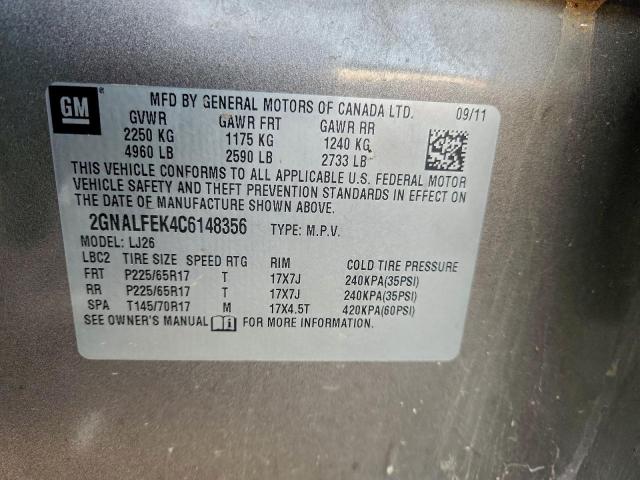 GM
MFD BY GENERAL MOTORS OF CANADA LTD. 09/11
GVWR GAWR FRT GAWR RR
2250 KG 1175 KG 1240 KG
4960 LB 2590 LB 2733 LB
THIS VEHICLE CONFORMS TO ALL APPLICABLE U.S. FEDERAL MOTOR
VEHICLE SAFETY AND THEFT PREVENTION STANDARDS IN EFFECT ON
THE DATE OF MANUFACTURE SHOWN ABOVE.
2GNALFEK4C6148356 TYPE: M.P.V.
MODEL: LJ26
LBC2 TIRE SIZE SPEED RTG RIM COLD TIRE PRESSURE
FRT P225/65R17 T 17X7J 240KPA(35PSI)
RR P225/65R17 T 17X7J 240KPA(35PSI)
SPA T145/70R17 M 17X4.5T 420KPA(60PSI)
SEE OWNER'S MANUAL FOR MORE INFORMATION.